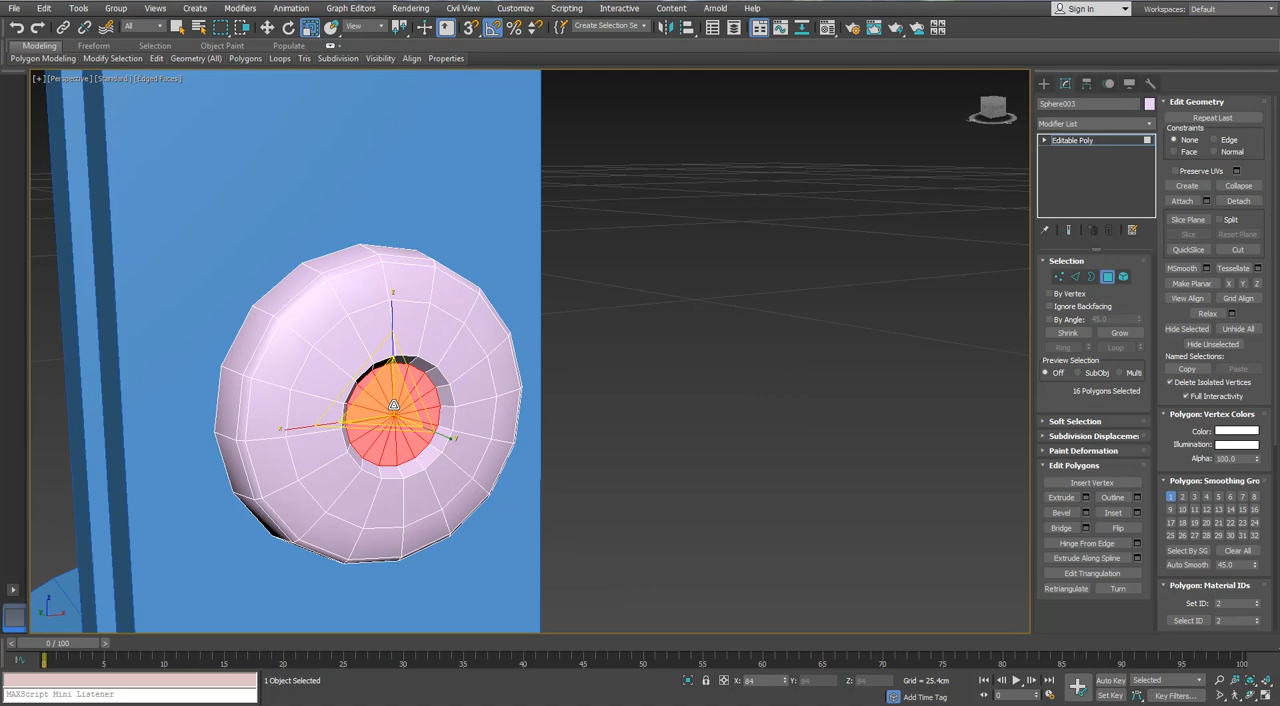 File Edit Tools Group Views Create Modifiers Animation Graph Editors Rendering Civil View Customize Scripting Interactive Content Arnold Help Sign In Workspaces: Default
All View Create Selection Se
Modeling Freeform Selection Object Paint Populate
Polygon Modeling Modify Selection Edit Geometry (All) Polygons Loops Tris Subdivision Visibility Align Properties
[+] [Perspective] [Standard] [Edged Faces]
z
x
y
z
x
Sphere003
Modifier List
Editable Poly
Selection
By Vertex
Ignore Backfacing
By Angle: 45.0
Shrink Grow
Ring Loop
Preview Selection
Off SubObj Multi
16 Polygons Selected
Soft Selection
Subdivision Displaceme
Paint Deformation
Edit Polygons
Insert Vertex
Extrude Outline
Bevel Inset
Bridge Flip
Hinge From Edge
Extrude Along Spline
Edit Triangulation
Retriangulate Turn
Edit Geometry
Repeat Last
Constraints
None Edge
Face Normal
Preserve UVs
Create Collapse
Attach Detach
Slice Plane Split
Slice Reset Plane
QuickSlice Cut
MSmooth Tessellate
Make Planar X Y Z
View Align Grid Align
Relax
Hide Selected Unhide All
Hide Unselected
Named Selections:
Copy Paste
Delete Isolated Vertices
Full Interactivity
Polygon: Vertex Colors
Color:
Illumination:
Alpha: 100.0
Polygon: Smoothing Gro
1 2 3 4 5 6 7 8
9 10 11 12 13 14 15 16
17 18 19 20 21 22 23 24
25 26 27 28 29 30 31 32
Select By SG Clear All
Auto Smooth 45.0
Polygon: Material IDs
Set ID: 2
Select ID 2
< 0 / 100 >
0 5 10 15 20 25 30 35 40 45 50 55 60 65 70 75 80 85 90 95 100
MAXScript Mini Listener
1 Object Selected
X: 84 Y: 84 Z: 84 Grid = 25.4cm
Add Time Tag
0
Auto Key Selected
Set Key Key Filters...